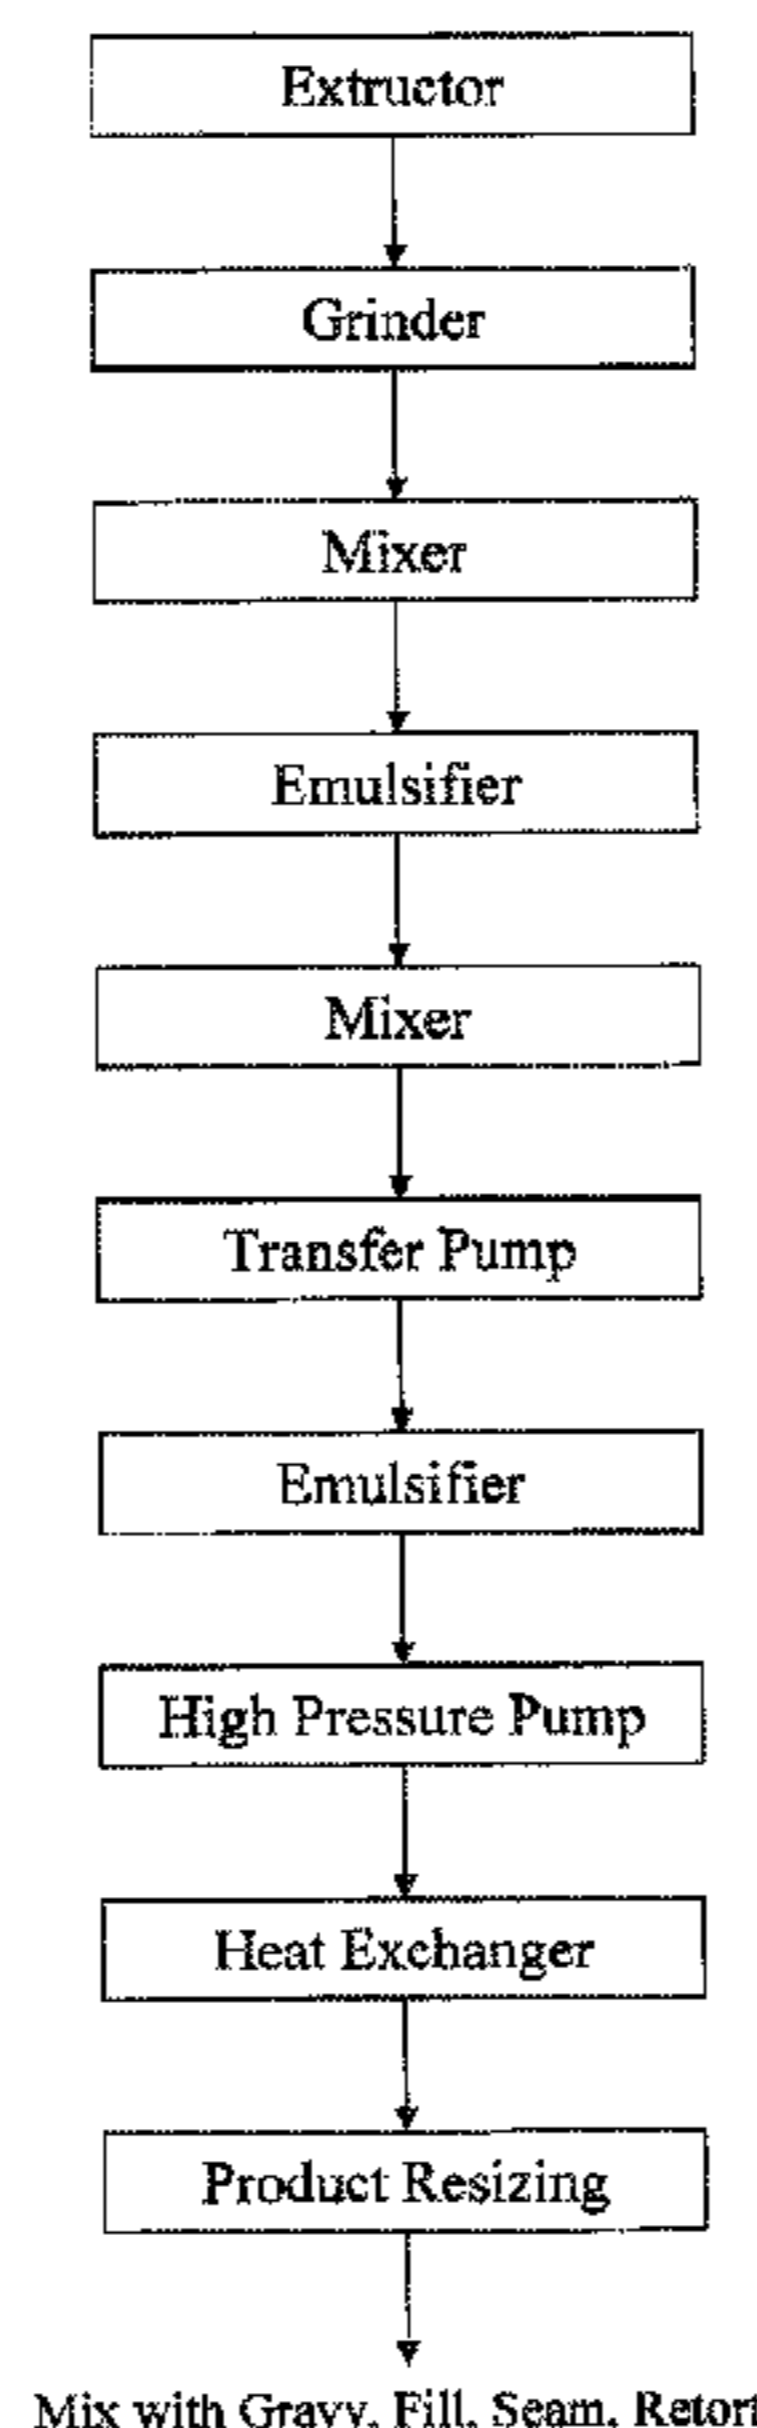 Extructor
Grinder
Mixer
Emulsifier
Mixer
Transfer Pump
Emulsifier
High Pressure Pump
Heat Exchanger
Product Resizing
Mix with Gravy, Fill, Seam, Retort